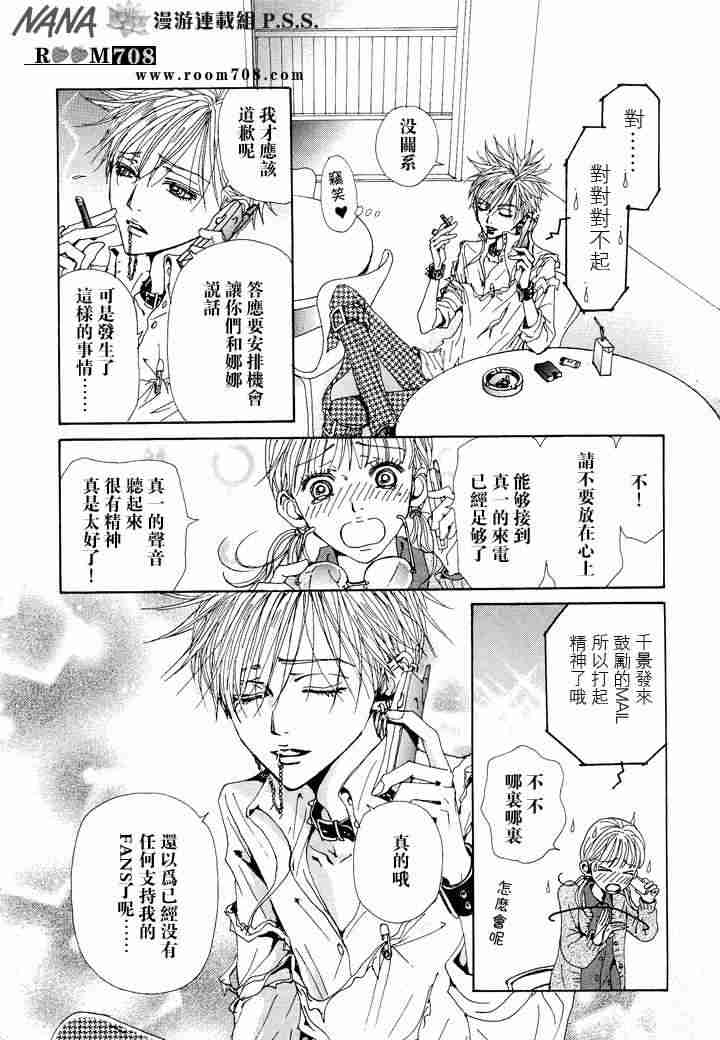 NANA
漫游連載組 P.S.S.
ROOM 708
www.room708.com
對……
對對對不起
没關系
竊笑
♥
我才應該
道歉呢
答應要安排機會
讓你們和娜娜
説話
可是發生了
這樣的事情
……
不！
請不要放在心上
能够接到
真一的來電
已經足够了
真一的聲音
聽起來
很有精神
真是太好了！
千景發來
鼓勵的MAIL
所以打起
精神了哦
不不
哪裏哪裏
怎麼會呢
真的哦
還以爲已經没有
任何支持我的
FANS了呢……